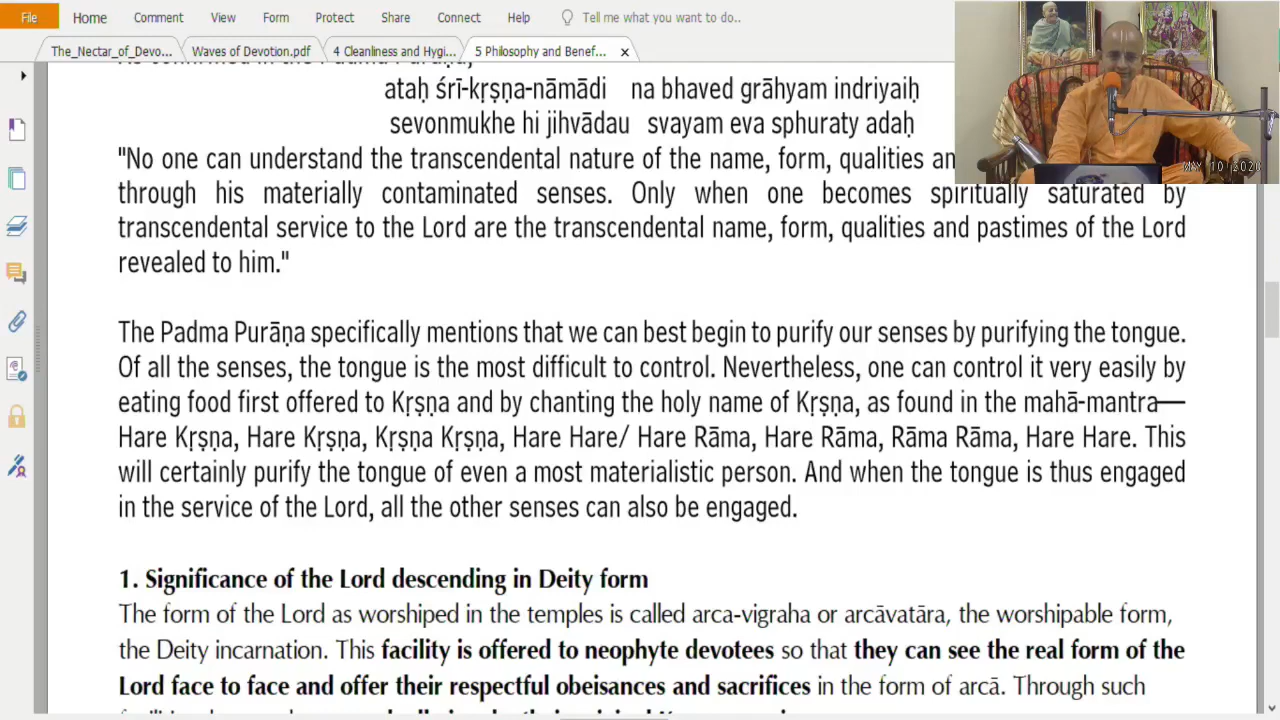 File Home Comment View Form Protect Share Connect Help Tell me what you want to do..
The_Nectar_of_Devo... Waves of Devotion.pdf 4 Cleanliness and Hygi... 5 Philosophy and Benef... ×
ataḥ śrī-kṛṣṇa-nāmādi na bhaved grāhyam indriyaiḥ
sevonmukhe hi jihvādau svayam eva sphuraty adaḥ
"No one can understand the transcendental nature of the name, form, qualities an
through his materially contaminated senses. Only when one becomes spiritually saturated by
transcendental service to the Lord are the transcendental name, form, qualities and pastimes of the Lord
revealed to him."
The Padma Purāṇa specifically mentions that we can best begin to purify our senses by purifying the tongue.
Of all the senses, the tongue is the most difficult to control. Nevertheless, one can control it very easily by
eating food first offered to Kṛṣṇa and by chanting the holy name of Kṛṣṇa, as found in the mahā-mantra—
Hare Kṛṣṇa, Hare Kṛṣṇa, Kṛṣṇa Kṛṣṇa, Hare Hare/ Hare Rāma, Hare Rāma, Rāma Rāma, Hare Hare. This
will certainly purify the tongue of even a most materialistic person. And when the tongue is thus engaged
in the service of the Lord, all the other senses can also be engaged.
1. Significance of the Lord descending in Deity form
The form of the Lord as worshiped in the temples is called arca-vigraha or arcāvatāra, the worshipable form,
the Deity incarnation. This facility is offered to neophyte devotees so that they can see the real form of the
Lord face to face and offer their respectful obeisances and sacrifices in the form of arcā. Through such
MAY 10 2020